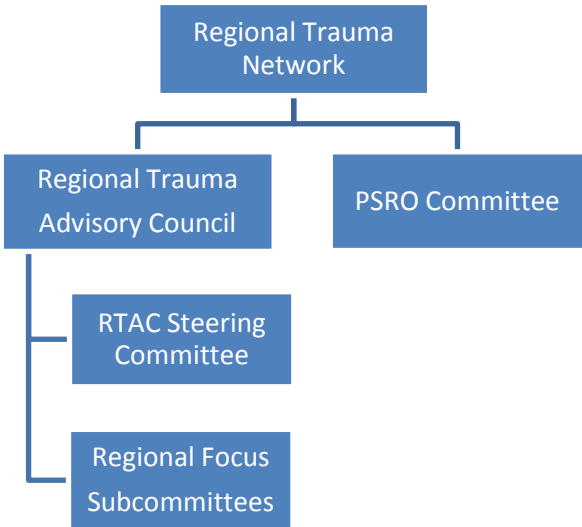 Regional Trauma
Network
Regional Trauma
Advisory Council
PSRO Committee
RTAC Steering
Committee
Regional Focus
Subcommittees